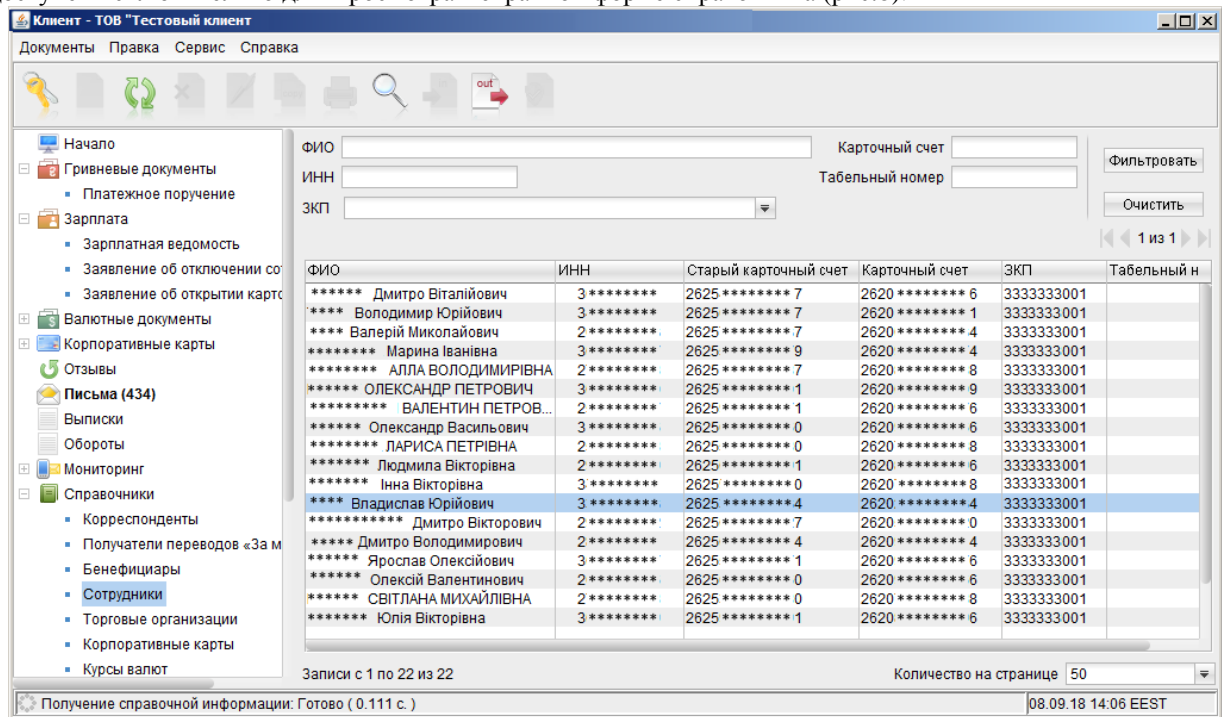 Клиент - ТОВ "Тестовый клиент
Документы Правка Сервис Справка
out
Начало
Гривневые документы
Платежное поручение
Зарплата
Зарплатная ведомость
Заявление об отключении сот
Заявление об открытии карто
Валютные документы
Корпоративные карты
Отзывы
Письма (434)
Выписки
Обороты
Мониторинг
Справочники
Корреспонденты
Получатели переводов «За м
Бенефициары
Сотрудники
Торговые организации
Корпоративные карты
Курсы валют
ФИО Карточный счет Фильтровать
ИНН Табельный номер
ЗКП Очистить
1 из 1
ФИО ИНН Старый карточный счет Карточный счет ЗКП Табельный н
****** Дмитро Віталійович 3******** 2625 ******** 7 2620 ******** 6 3333333001
**** Володимир Юрійович 3******** 2625 ******** 7 2620 ******** 1 3333333001
**** Валерій Миколайович 2******** 2625 ******** 7 2620 ******** 4 3333333001
******** Марина Іванівна 3******** 2625 ******** 9 2620 ******** 4 3333333001
******** АЛЛА ВОЛОДИМИРІВНА 2******** 2625 ******** 7 2620 ******** 8 3333333001
****** ОЛЕКСАНДР ПЕТРОВИЧ 3******** 2625 ******** 1 2620 ******** 9 3333333001
********* ВАЛЕНТИН ПЕТРОВ... 2******** 2625 ******** 1 2620 ******** 6 3333333001
****** Олександр Васильович 3******** 2625 ******** 0 2620 ******** 6 3333333001
******** ЛАРИСА ПЕТРІВНА 2******** 2625 ******** 0 2620 ******** 8 3333333001
******* Людмила Вікторівна 2******** 2625 ******** 1 2620 ******** 6 3333333001
******* Інна Вікторівна 3******** 2625 ******** 0 2620 ******** 8 3333333001
**** Владислав Юрійович 3******** 2625 ******** 4 2620 ******** 4 3333333001
*********** Дмитро Вікторович 2******** 2625 ******** 7 2620 ******** 0 3333333001
***** Дмитро Володимирович 2******** 2625 ******** 4 2620 ******** 4 3333333001
****** Ярослав Олексійович 3******** 2625 ******** 1 2620 ******** 6 3333333001
****** Олексій Валентинович 2******** 2625 ******** 0 2620 ******** 6 3333333001
****** СВІТЛАНА МИХАЙЛІВНА 2******** 2625 ******** 0 2620 ******** 8 3333333001
******* Юлія Вікторівна 3******** 2625 ******** 1 2620 ******** 6 3333333001
Записи с 1 по 22 из 22 Количество на странице 50
Получение справочной информации: Готово ( 0.111 с. ) 08.09.18 14:06 EEST